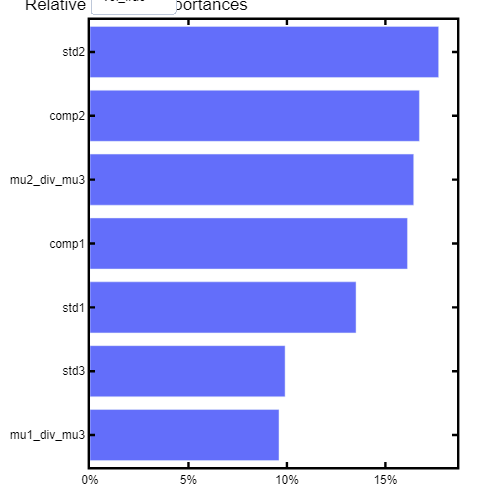 Relative portances
std2
comp2
mu2_div_mu3
comp1
std1
std3
mu1_div_mu3
0% 5% 10% 15%